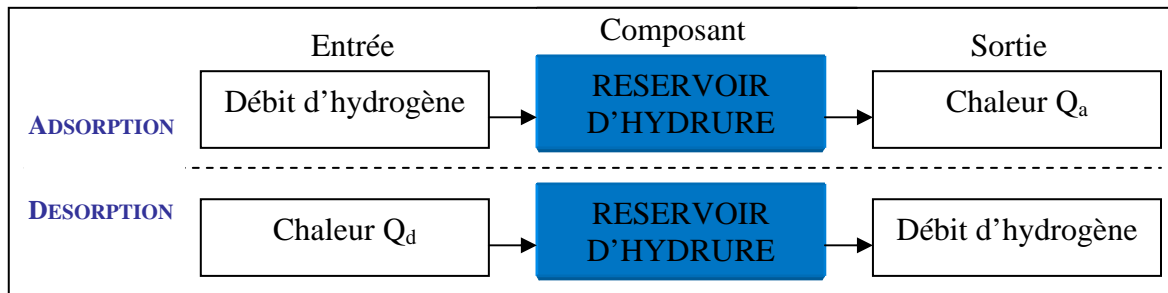 Entrée
Composant
Sortie
ADSORPTION
Débit d'hydrogène
RESERVOIR
D'HYDRURE
Chaleur Qa
DESORPTION
Chaleur Qd
RESERVOIR
D'HYDRURE
Débit d'hydrogène